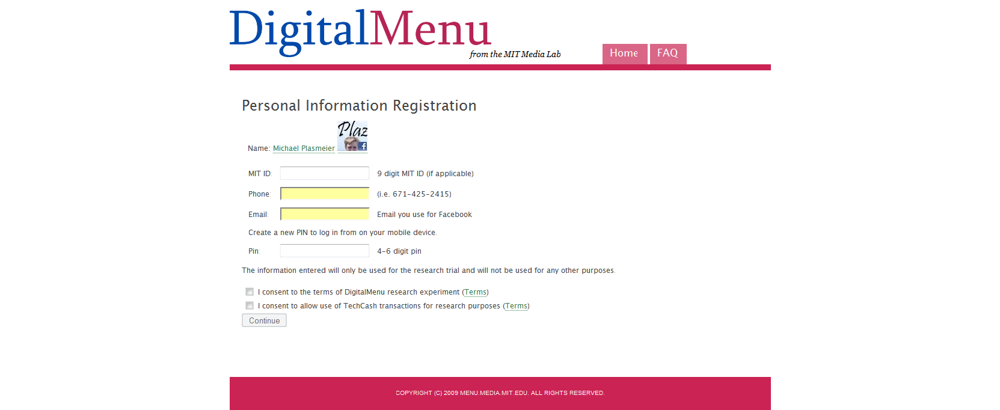 DigitalMenu
from the MIT Media Lab
Home
FAQ
Personal Information Registration
Plaz
Name: Michael Plasmeier
MIT ID: 9 digit MIT ID (if applicable)
Phone: (i.e. 671-425-2415)
Email: Email you use for Facebook
Create a new PIN to log in from on your mobile device.
Pin: 4-6 digit pin
The information entered will only be used for the research trial and will not be used for any other purposes.
I consent to the terms of DigitalMenu research experiment (Terms)
I consent to allow use of TechCash transactions for research purposes (Terms)
Continue
COPYRIGHT (C) 2009 MENU.MEDIA.MIT.EDU. ALL RIGHTS RESERVED.